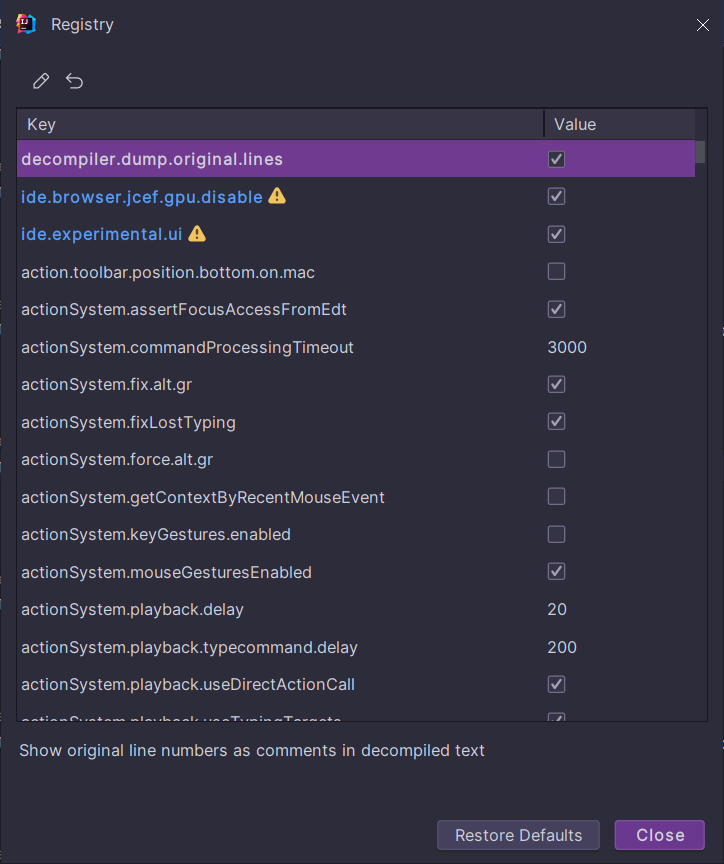 Registry
Key Value
decompiler.dump.original.lines
ide.browser.jcef.gpu.disable
ide.experimental.ui
action.toolbar.position.bottom.on.mac
actionSystem.assertFocusAccessFromEdt
actionSystem.commandProcessingTimeout 3000
actionSystem.fix.alt.gr
actionSystem.fixLostTyping
actionSystem.force.alt.gr
actionSystem.getContextByRecentMouseEvent
actionSystem.keyGestures.enabled
actionSystem.mouseGesturesEnabled
actionSystem.playback.delay 20
actionSystem.playback.typecommand.delay 200
actionSystem.playback.useDirectActionCall
actionSystem.playback.useTypingTargets
Show original line numbers as comments in decompiled text
Restore Defaults Close